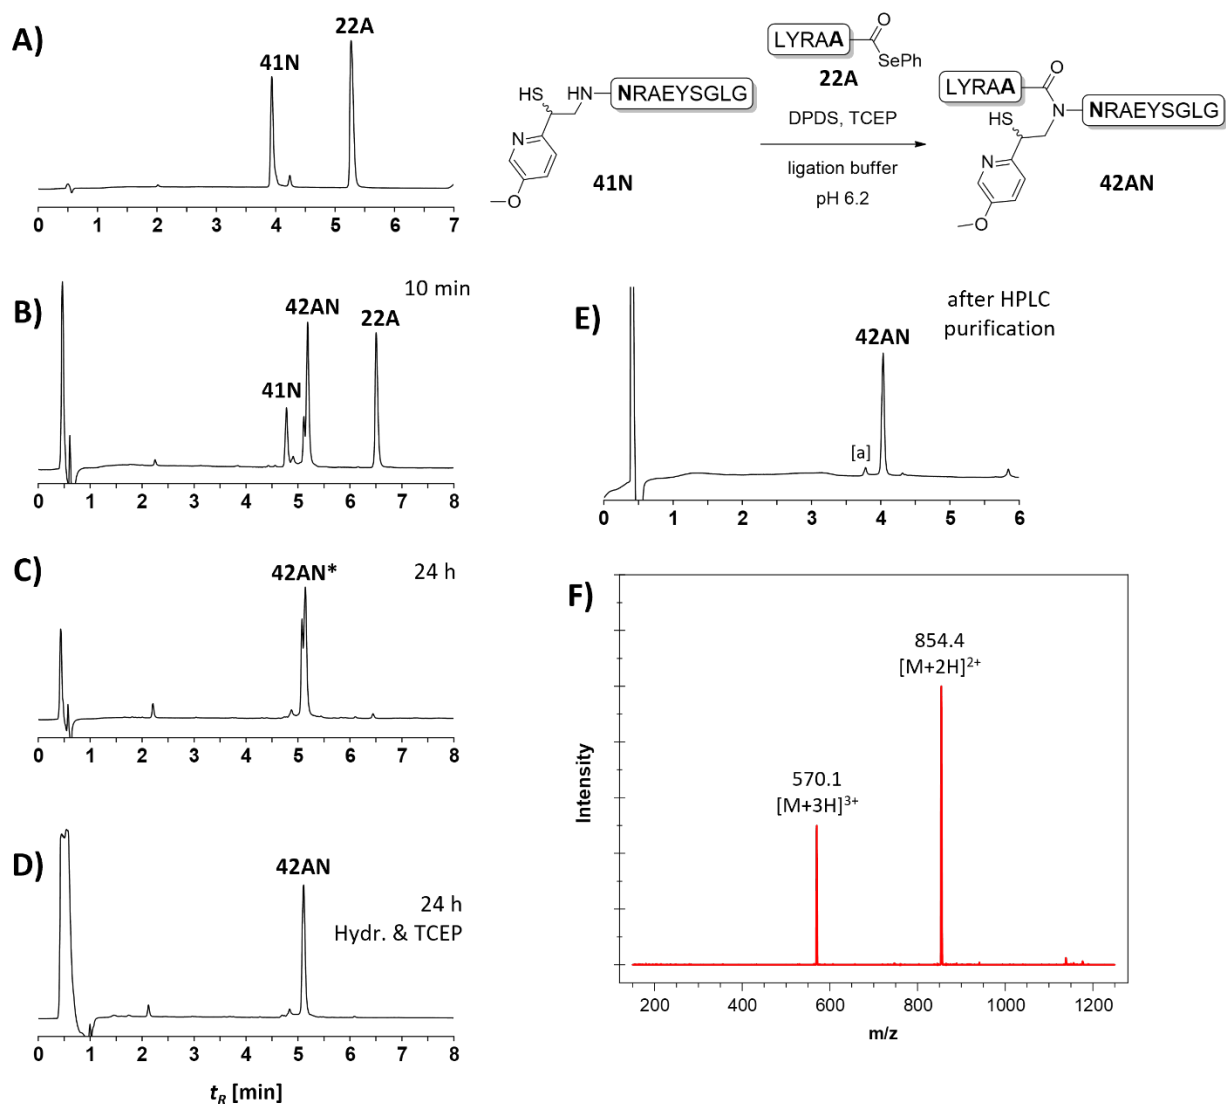 A)
41N
22A
0 1 2 3 4 5 6 7
HS
HN
NRAEYSGLG
N
O
41N
LYRAA
O
SePh
22A
DPDS, TCEP
ligation buffer
pH 6.2
LYRAA
O
HS
N
NRAEYSGLG
N
O
42AN
B)
10 min
41N
42AN
22A
0 1 2 3 4 5 6 7 8
C)
42AN*
24 h
0 1 2 3 4 5 6 7 8
D)
42AN
24 h
Hydr. & TCEP
0 1 2 3 4 5 6 7 8
tR [min]
E)
after HPLC
purification
42AN
[a]
0 1 2 3 4 5 6
F)
854.4
[M+2H]2+
570.1
[M+3H]3+
Intensity
200 400 600 800 1000 1200
m/z